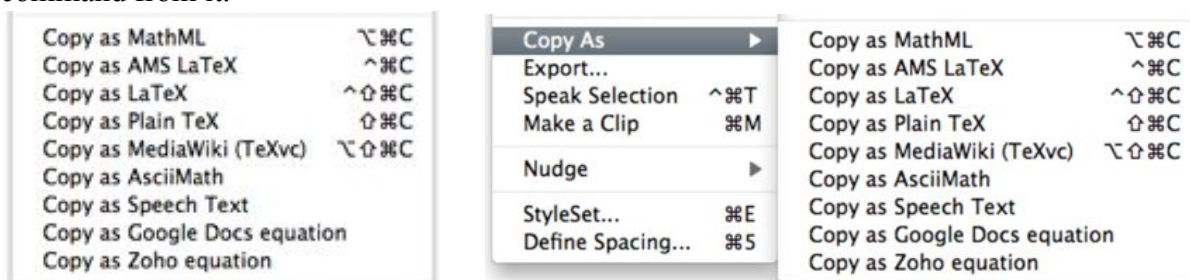 command from it.
Copy as MathML ⌥⌘C
Copy as AMS LaTeX ^⌘C
Copy as LaTeX ^⇧⌘C
Copy as Plain TeX ⇧⌘C
Copy as MediaWiki (TeXvc) ⌥⇧⌘C
Copy as AsciiMath
Copy as Speech Text
Copy as Google Docs equation
Copy as Zoho equation
Copy As ▶
Export...
Speak Selection ^⌘T
Make a Clip ⌘M
Nudge ▶
StyleSet... ⌘E
Define Spacing... ⌘5
Copy as MathML ⌥⌘C
Copy as AMS LaTeX ^⌘C
Copy as LaTeX ^⇧⌘C
Copy as Plain TeX ⇧⌘C
Copy as MediaWiki (TeXvc) ⌥⇧⌘C
Copy as AsciiMath
Copy as Speech Text
Copy as Google Docs equation
Copy as Zoho equation